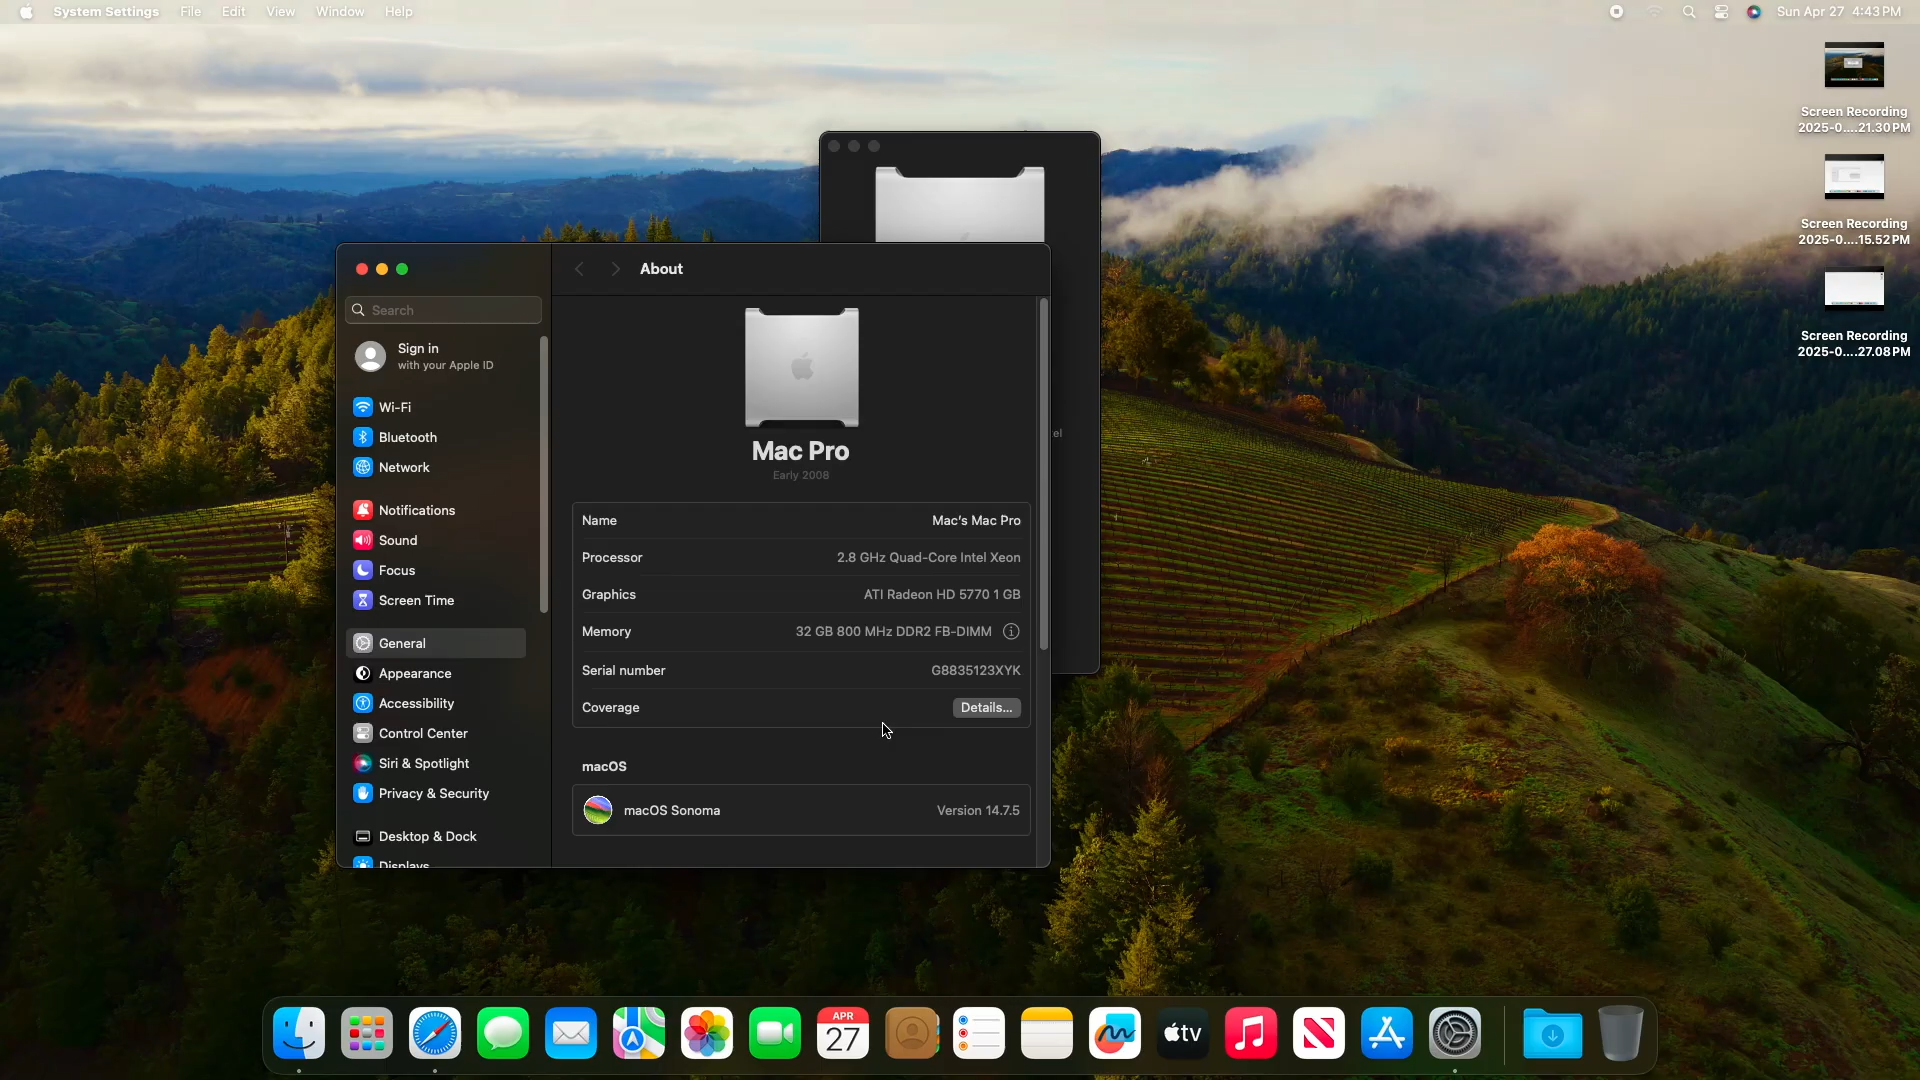 System Settings File Edit View Window Help
Sun Apr 27 4:43 PM
Screen Recording
2025-0....21.30 PM
Screen Recording
2025-0....15.52 PM
Screen Recording
2025-0....27.08 PM
About
Search
Sign in
with your Apple ID
Wi-Fi
Bluetooth
Network
Notifications
Sound
Focus
Screen Time
General
Appearance
Accessibility
Control Center
Siri & Spotlight
Privacy & Security
Desktop & Dock
Displays
Mac Pro
Early 2008
Name Mac's Mac Pro
Processor 2.8 GHz Quad-Core Intel Xeon
Graphics ATI Radeon HD 5770 1 GB
Memory 32 GB 800 MHz DDR2 FB-DIMM
Serial number G8835123XYK
Coverage Details...
macOS
macOS Sonoma Version 14.7.5
el
APR
27
tv